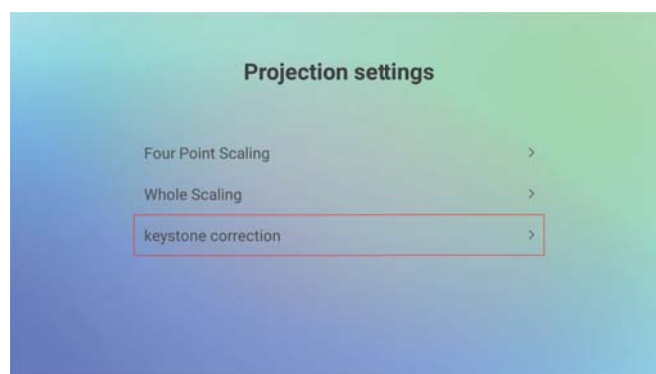 Projection settings
Four Point Scaling
Whole Scaling
keystone correction